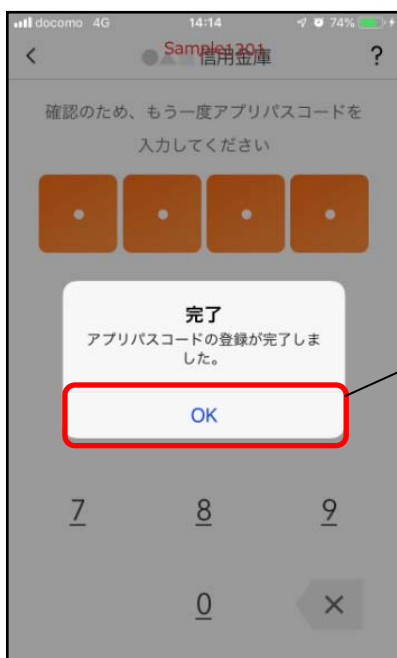 docomo 4G 14:14 74%
Sample1201
●▲■信用金庫 ?
確認のため、もう一度アプリパスコードを
入力してください
完了
アプリパスコードの登録が完了しま
した。
OK
7 8 9
0